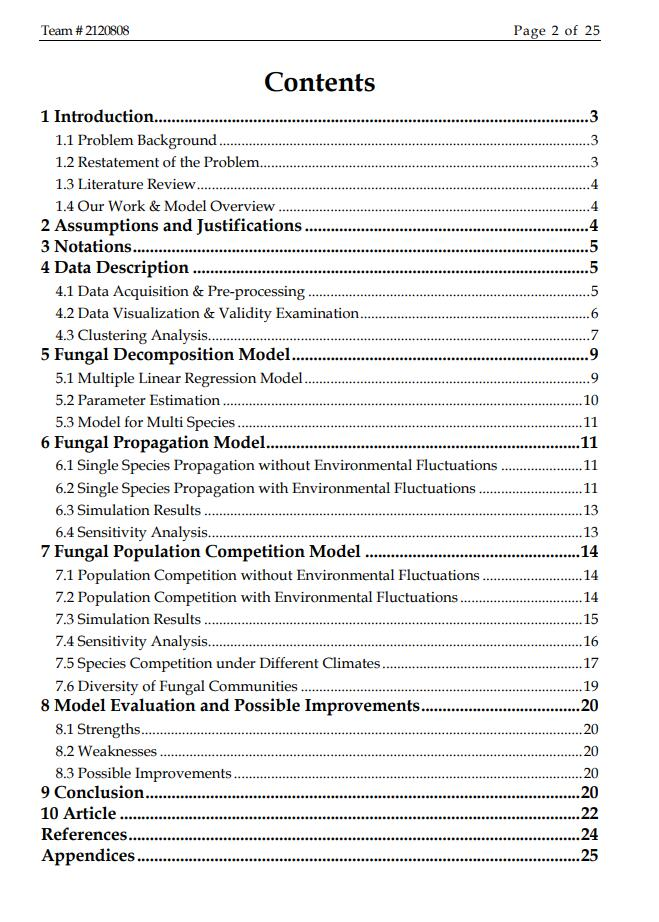 Team # 2120808 Page 2 of 25
Contents
1 Introduction....................3
1.1 Problem Background....................3
1.2 Restatement of the Problem....................3
1.3 Literature Review....................4
1.4 Our Work & Model Overview....................4
2 Assumptions and Justifications....................4
3 Notations....................5
4 Data Description....................5
4.1 Data Acquisition & Pre-processing....................5
4.2 Data Visualization & Validity Examination....................6
4.3 Clustering Analysis....................7
5 Fungal Decomposition Model....................9
5.1 Multiple Linear Regression Model....................9
5.2 Parameter Estimation....................10
5.3 Model for Multi Species....................11
6 Fungal Propagation Model....................11
6.1 Single Species Propagation without Environmental Fluctuations....................11
6.2 Single Species Propagation with Environmental Fluctuations....................11
6.3 Simulation Results....................13
6.4 Sensitivity Analysis....................13
7 Fungal Population Competition Model....................14
7.1 Population Competition without Environmental Fluctuations....................14
7.2 Population Competition with Environmental Fluctuations....................14
7.3 Simulation Results....................15
7.4 Sensitivity Analysis....................16
7.5 Species Competition under Different Climates....................17
7.6 Diversity of Fungal Communities....................19
8 Model Evaluation and Possible Improvements....................20
8.1 Strengths....................20
8.2 Weaknesses....................20
8.3 Possible Improvements....................20
9 Conclusion....................20
10 Article....................22
References....................24
Appendices....................25